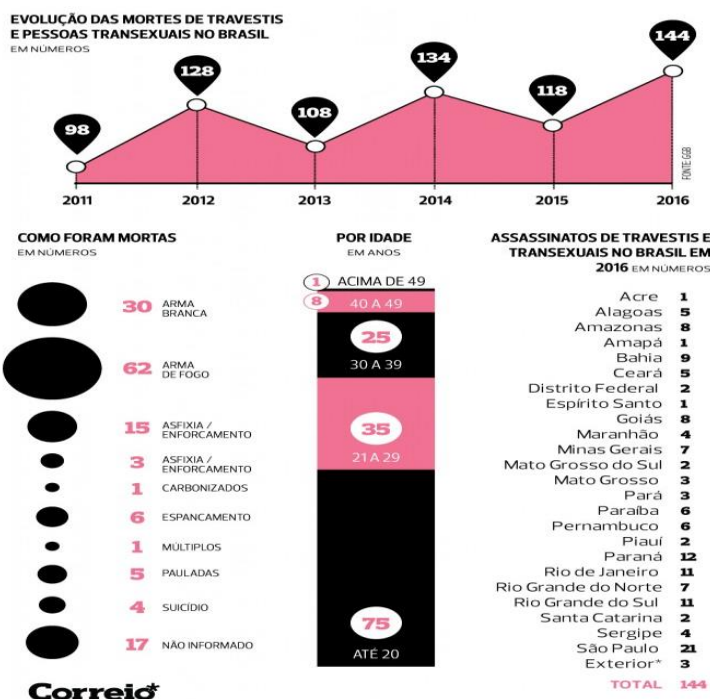 EVOLUÇÃO DAS MORTES DE TRAVESTIS
E PESSOAS TRANSEXUAIS NO BRASIL
EM NÚMEROS
98
128
108
134
118
144
2011
2012
2013
2014
2015
2016
FONTE GGB
COMO FORAM MORTAS
EM NÚMEROS
30 ARMA
BRANCA
62 ARMA
DE FOGO
15 ASFIXIA /
ENFORCAMENTO
3 ASFIXIA /
ENFORCAMENTO
1 CARBONIZADOS
6 ESPANCAMENTO
1 MÚLTIPLOS
5 PAULADAS
4 SUICÍDIO
17 NÃO INFORMADO
Correio*
POR IDADE
EM ANOS
1 ACIMA DE 49
8 40 A 49
25
30 A 39
35
21 A 29
75
ATÉ 20
ASSASSINATOS DE TRAVESTIS E
TRANSEXUAIS NO BRASIL EM
2016 EM NÚMEROS
Acre 1
Alagoas 5
Amazonas 8
Amapá 1
Bahia 9
Ceará 5
Distrito Federal 2
Espírito Santo 1
Goiás 8
Maranhão 4
Minas Gerais 7
Mato Grosso do Sul 2
Mato Grosso 3
Pará 3
Paraíba 6
Pernambuco 6
Piauí 2
Paraná 12
Rio de Janeiro 11
Rio Grande do Norte 7
Rio Grande do Sul 11
Santa Catarina 2
Sergipe 4
São Paulo 21
Exterior* 3
TOTAL 144